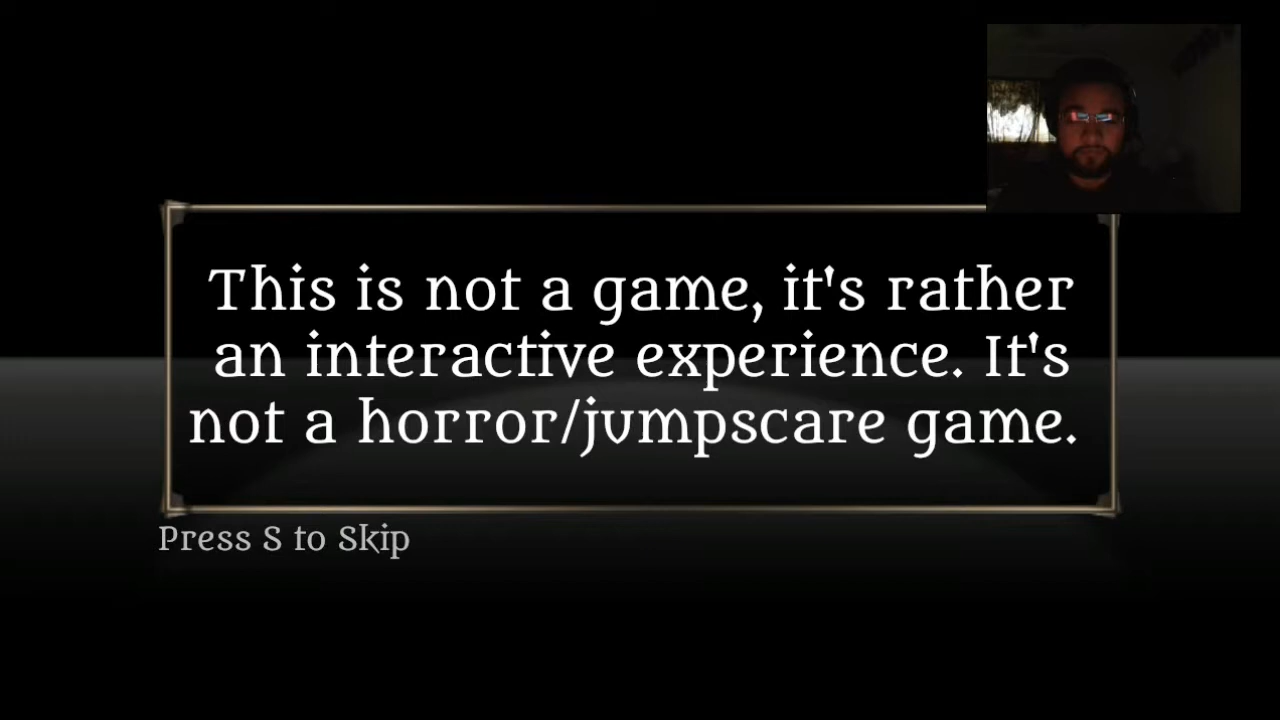 This is not a game, it's rather
an interactive experience. It's
not a horror/jumpscare game.
Press S to Skip